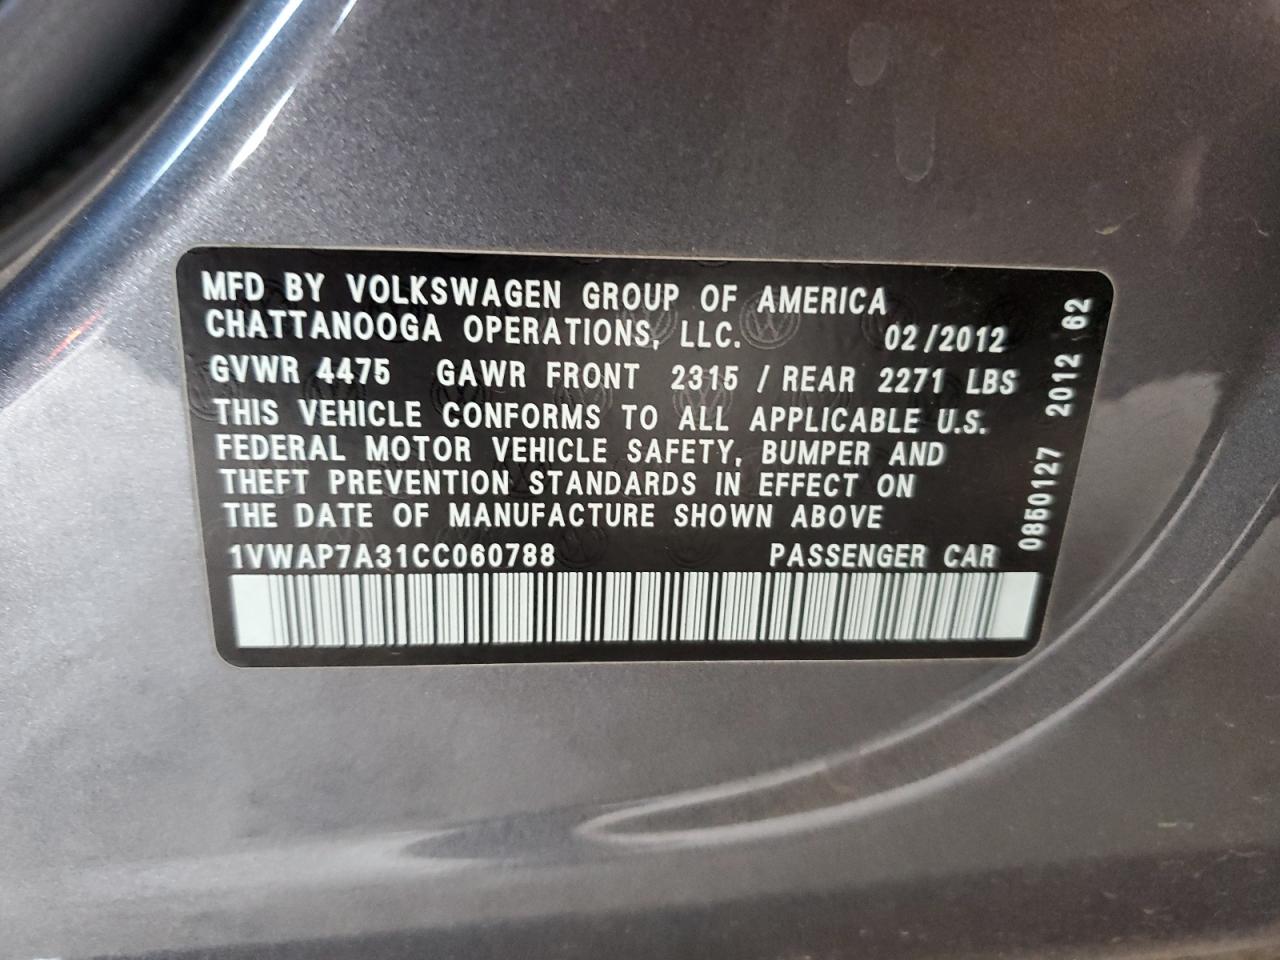 MFD BY VOLKSWAGEN GROUP OF AMERICA
CHATTANOOGA OPERATIONS, LLC. 02/2012
GVWR 4475 GAWR FRONT 2315 / REAR 2271 LBS
THIS VEHICLE CONFORMS TO ALL APPLICABLE U.S.
FEDERAL MOTOR VEHICLE SAFETY, BUMPER AND
THEFT PREVENTION STANDARDS IN EFFECT ON
THE DATE OF MANUFACTURE SHOWN ABOVE
1VWAP7A31CC060788 PASSENGER CAR
0850127 2012 62